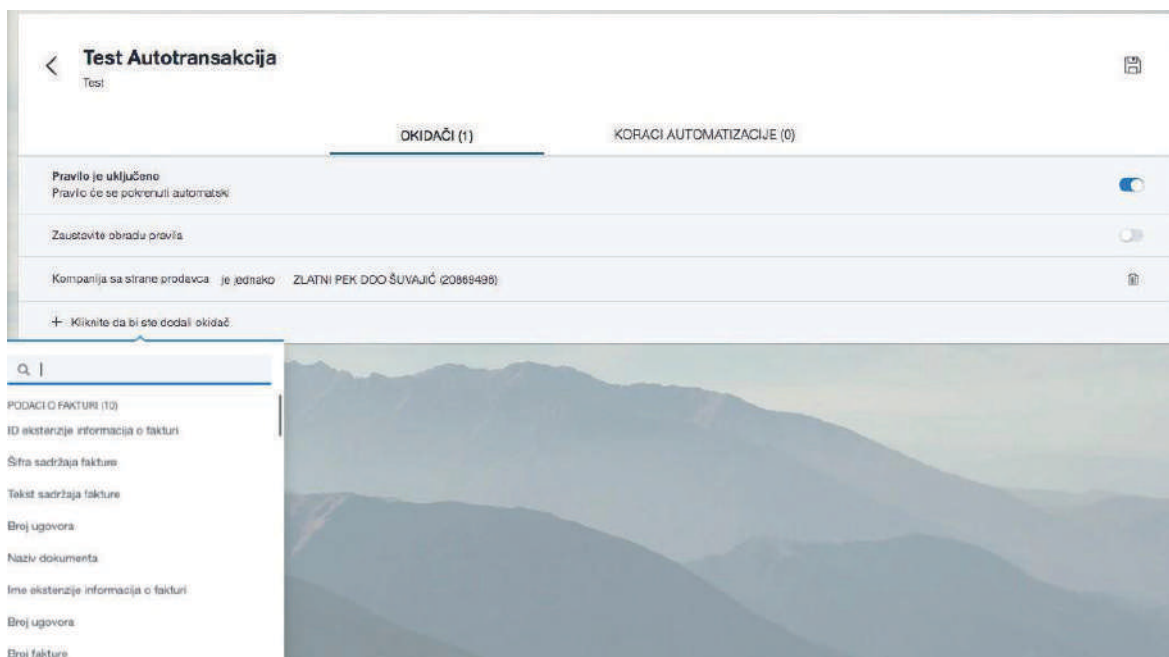 Test Autotransakcija
Test
OKIDAČI (1)
KORACI AUTOMATIZACIJE (0)
Pravilo je uključeno
Pravilo će se pokrenuti automatski
Zaustavite obradu pravila
Kompanija sa strane prodavca je jednako ZLATNI PEK DOO ŠUVAJIĆ (20869498)
+ Kliknite da bi ste dodali okidač
PODACI O FAKTURI (10)
ID ekstenzije informacija o fakturi
Šifra sadržaja fakture
Tekst sadržaja fakture
Broj ugovora
Naziv dokumenta
Ime ekstenzije informacija o fakturi
Broj ugovora
Broj fakture